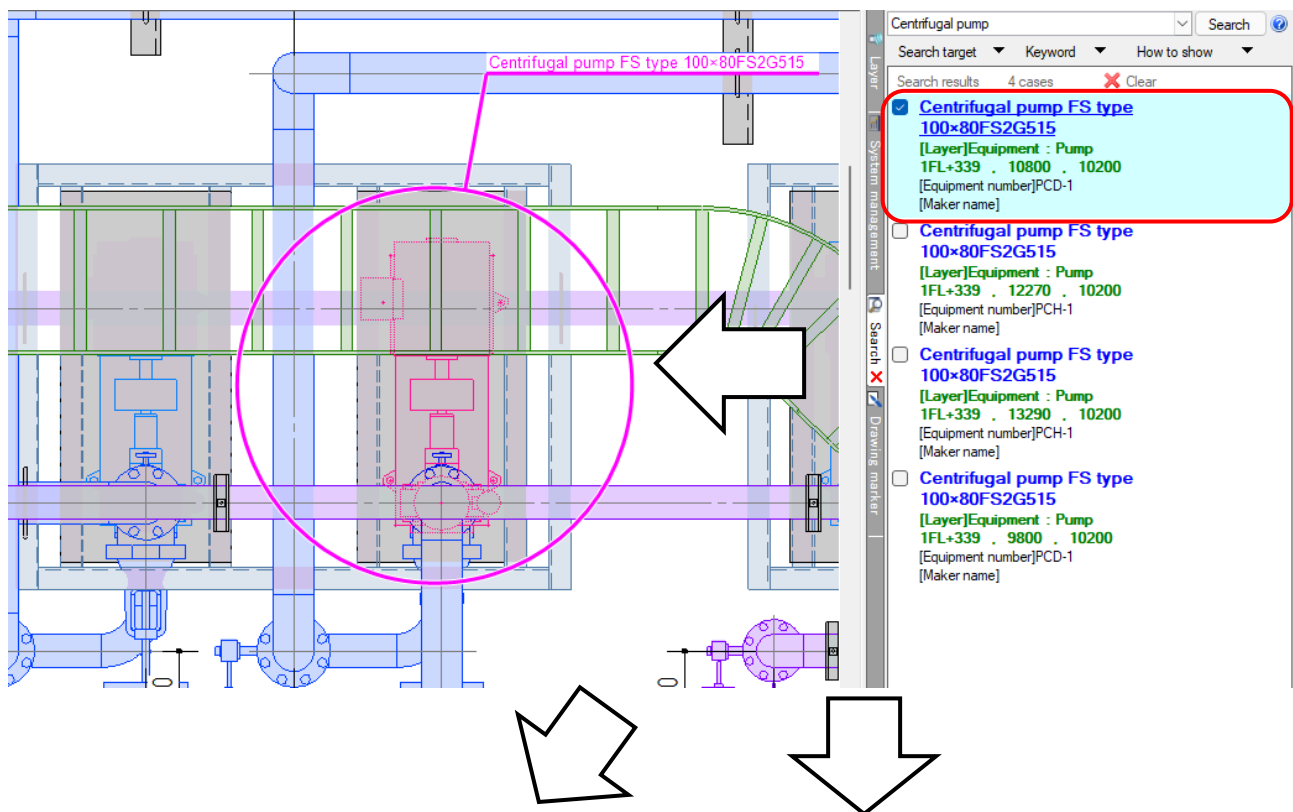 Centrifugal pump FS type 100×80FS2G515
Layer
System management
Search
Drawing marker
Centrifugal pump
Search
Search target
Keyword
How to show
Search results 4 cases Clear
Centrifugal pump FS type
100×80FS2G515
[Layer]Equipment : Pump
1FL+339 . 10800 . 10200
[Equipment number]PCD-1
[Maker name]
Centrifugal pump FS type
100×80FS2G515
[Layer]Equipment : Pump
1FL+339 . 12270 . 10200
[Equipment number]PCH-1
[Maker name]
Centrifugal pump FS type
100×80FS2G515
[Layer]Equipment : Pump
1FL+339 . 13290 . 10200
[Equipment number]PCH-1
[Maker name]
Centrifugal pump FS type
100×80FS2G515
[Layer]Equipment : Pump
1FL+339 . 9800 . 10200
[Equipment number]PCD-1
[Maker name]